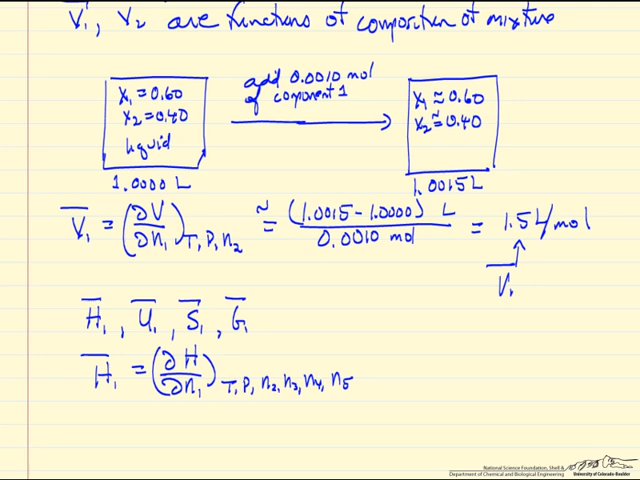 V̅₁, V̅₂ are functions of composition of mixture
x₁ = 0.60
x₂ = 0.40
liquid
1.0000 L
add 0.0010 mol
of component 1
x₁ ≈ 0.60
x₂ ≈ 0.40
1.0015 L
V̅₁ = (∂V/∂n₁)T, P, n₂ ≅ (1.0015 - 1.0000) L / 0.0010 mol = 1.5 L/mol
V̅₁
H̅₁, U̅₁, S̅₁, G̅₁
H̅₁ = (∂H/∂n₁)T, P, n₂, n₃, n₄, n₅
National Science Foundation, Shell &
Department of Chemical and Biological Engineering
University of Colorado Boulder